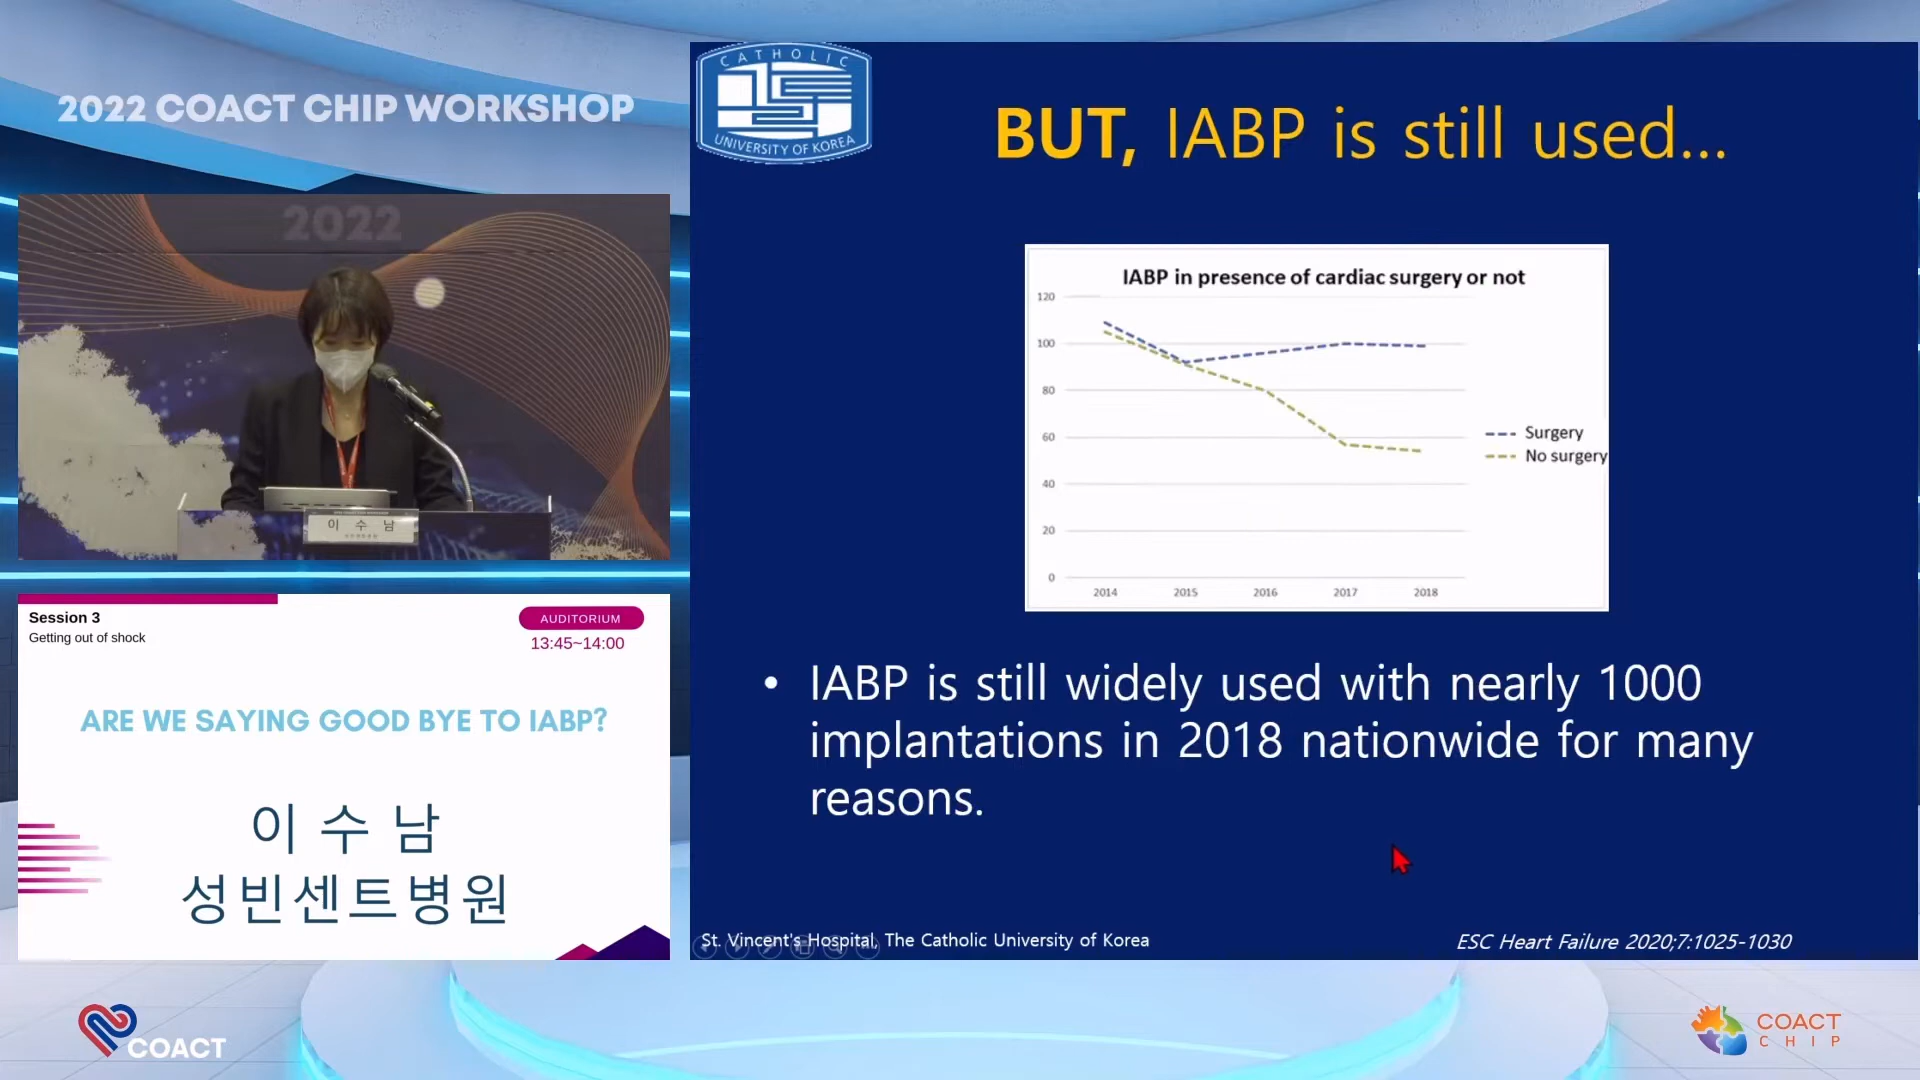 2022 COACT CHIP WORKSHOP
2022
이 수 남
Session 3
Getting out of shock
AUDITORIUM
13:45~14:00
ARE WE SAYING GOOD BYE TO IABP?
이 수 남
성빈센트병원
COACT
CATHOLIC
UNIVERSITY OF KOREA
BUT, IABP is still used...
IABP in presence of cardiac surgery or not
120
100
80
60
40
20
0
2014 2015 2016 2017 2018
Surgery
No surgery
• IABP is still widely used with nearly 1000
implantations in 2018 nationwide for many
reasons.
St. Vincent's Hospital, The Catholic University of Korea
ESC Heart Failure 2020;7:1025-1030
COACT
CHIP